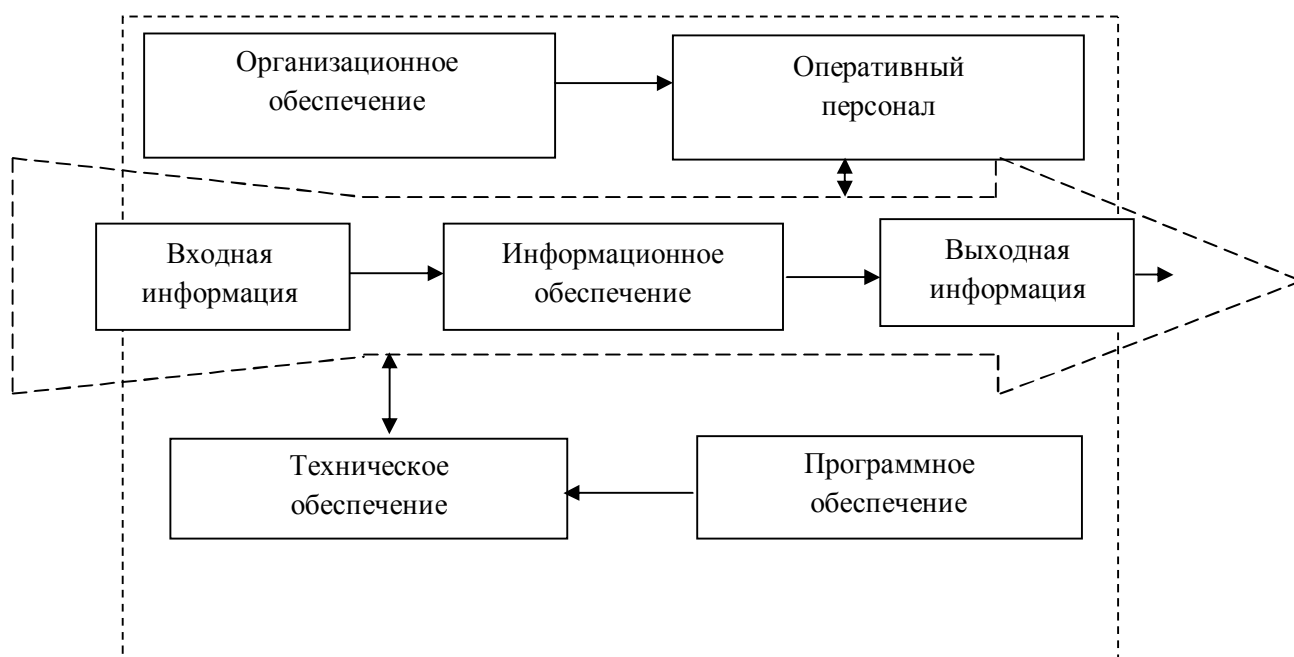 Организационное
обеспечение
Оперативный
персонал
Входная
информация
Информационное
обеспечение
Выходная
информация
Техническое
обеспечение
Программное
обеспечение